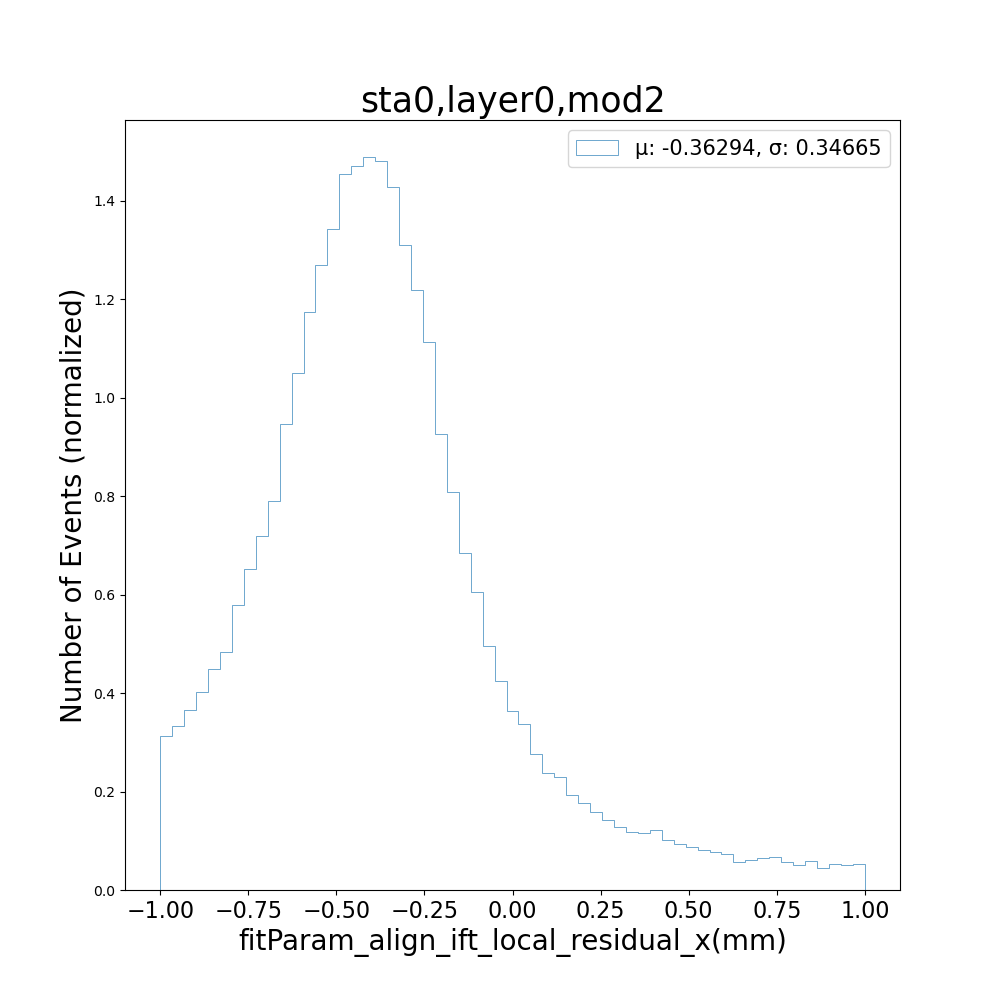 sta0,layer0,mod2
μ: -0.36294, σ: 0.34665
Number of Events (normalized)
1.4
1.2
1.0
0.8
0.6
0.4
0.2
0.0
−1.00 −0.75 −0.50 −0.25 0.00 0.25 0.50 0.75 1.00
fitParam_align_ift_local_residual_x(mm)